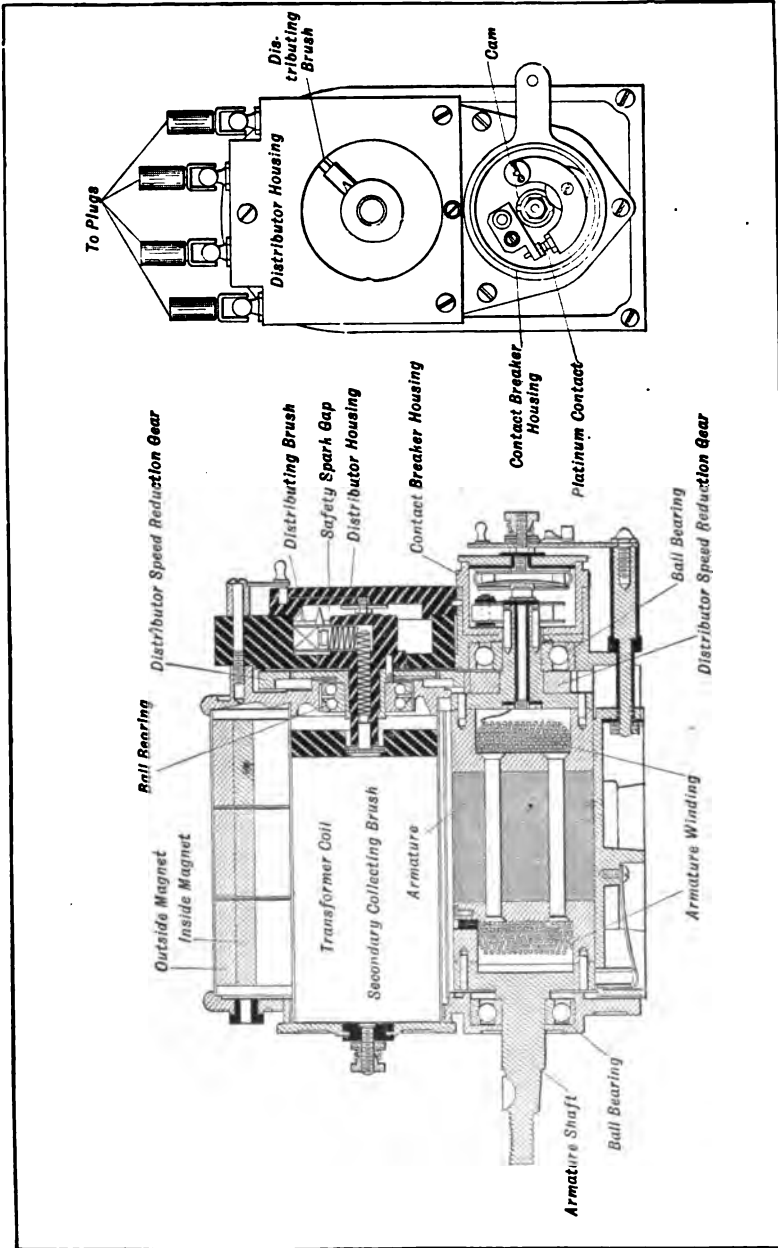 To Plugs
Dis-
tributing
Brush
Distributor Housing
Cam
Contact Breaker
Housing
Platinum Contact
Distributor Speed Reduction Gear
Distributing Brush
Safety Spark Gap
Distributor Housing
Contact Breaker Housing
Ball Bearing
Outside Magnet
Inside Magnet
Transformer Coil
Secondary Collecting Brush
Armature
Ball Bearing
Distributor Speed Reduction Gear
Armature Winding
Armature Shaft
Ball Bearing